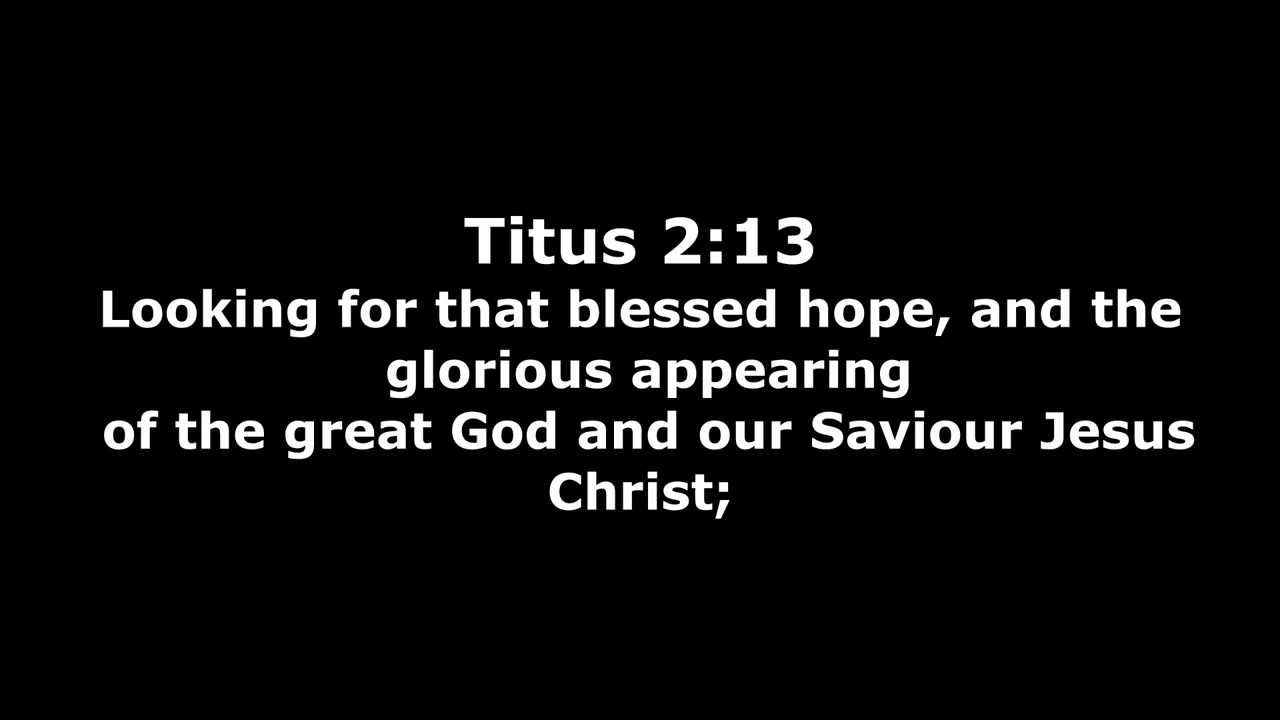 Titus 2:13
Looking for that blessed hope, and the
glorious appearing
of the great God and our Saviour Jesus
Christ;